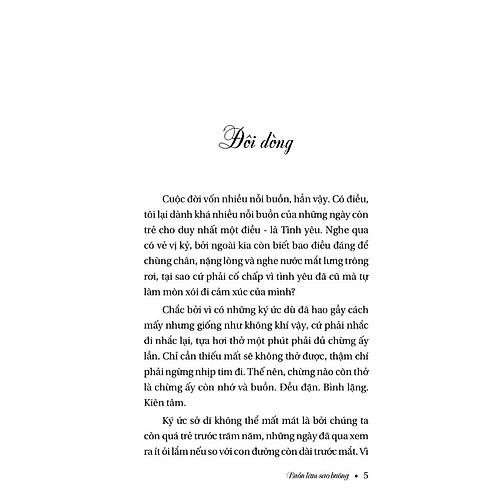 Đôi dòng
Cuộc đời vốn nhiều nỗi buồn, hẳn vậy. Có điều,
tôi lại dành khá nhiều nỗi buồn của những ngày còn
trẻ cho duy nhất một điều - là Tình yêu. Nghe qua
có vẻ vị kỷ, bởi ngoài kia còn biết bao điều đáng để
chùng chân, nặng lòng và nghe nước mắt lưng tròng
rơi, tại sao cứ phải cố chấp vì tình yêu đã cũ mà tự
làm mòn xói đi cảm xúc của mình?
Chắc bởi vì có những ký ức dù đã hao gầy cách
mấy nhưng giống như không khí vậy, cứ phải nhắc
đi nhắc lại, tựa hơi thở một phút phải đủ chừng ấy
lần. Chỉ cần thiếu mất sẽ không thở được, thậm chí
phải ngừng nhịp tim đi. Thế nên, chừng nào còn thở
là chừng ấy còn nhớ và buồn. Đều đặn. Bình lặng.
Kiên tâm.
Ký ức sở dĩ không thể mất mát là bởi chúng ta
còn quá trẻ trước trăm năm, những ngày đã qua xem
ra ít ỏi lắm nếu so với con đường còn dài trước mắt. Vì
Buồn làm sao buông • 5